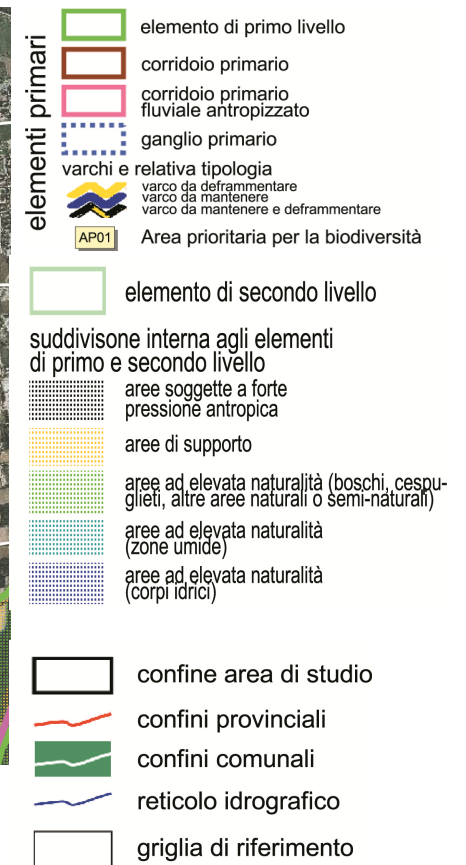 elementi primari
elemento di primo livello
corridoio primario
corridoio primario
fluviale antropizzato
ganglio primario
varchi e relativa tipologia
varco da deframmentare
varco da mantenere
varco da mantenere e deframmentare
AP01 Area prioritaria per la biodiversità
elemento di secondo livello
suddivisone interna agli elementi
di primo e secondo livello
aree soggette a forte
pressione antropica
aree di supporto
aree ad elevata naturalità (boschi, cespu-
glieti, altre aree naturali o semi-naturali)
aree ad elevata naturalità
(zone umide)
aree ad elevata naturalità
(corpi idrici)
confine area di studio
confini provinciali
confini comunali
reticolo idrografico
griglia di riferimento